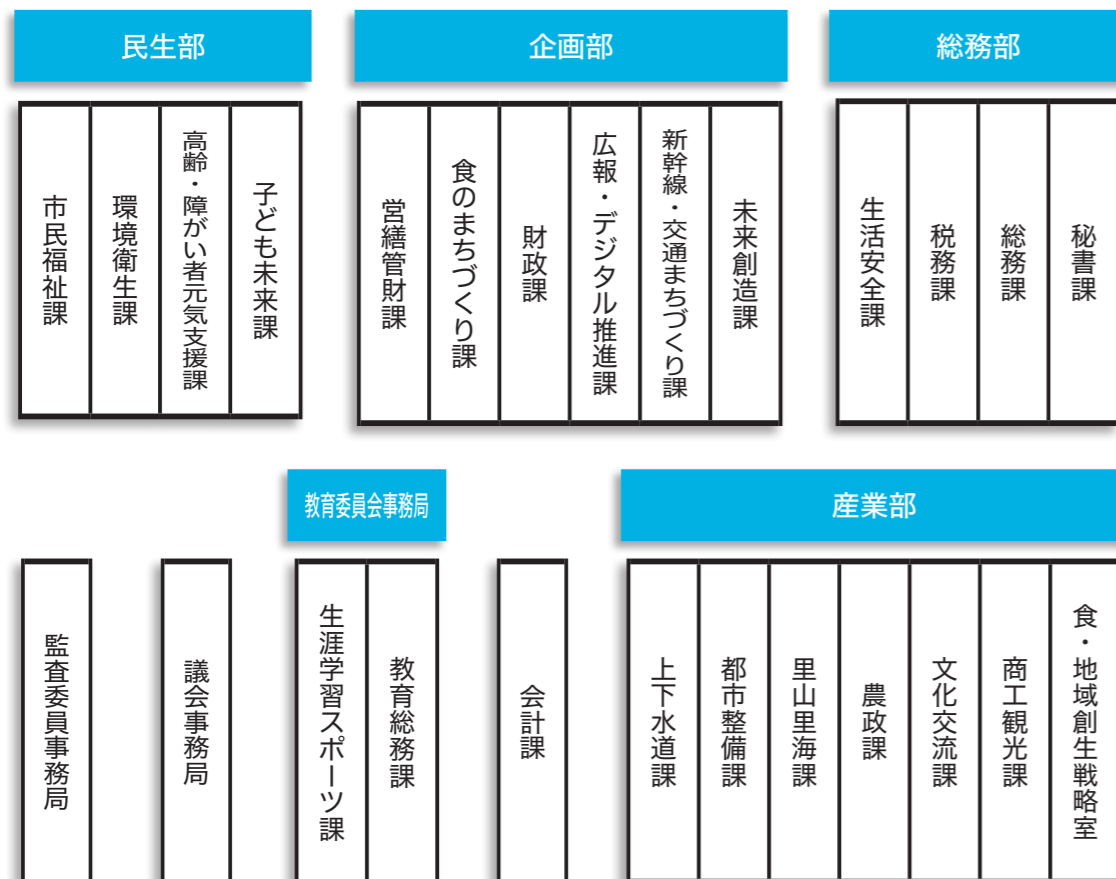 総務部
秘書課
総務課
税務課
生活安全課
企画部
未来創造課
新幹線・交通まちづくり課
広報・デジタル推進課
財政課
食のまちづくり課
営繕管財課
民生部
子ども未来課
高齢・障がい者元気支援課
環境衛生課
市民福祉課
産業部
食・地域創生戦略室
商工観光課
文化交流課
農政課
里山里海課
都市整備課
上下水道課
会計課
教育委員会事務局
教育総務課
生涯学習スポーツ課
議会事務局
監査委員事務局